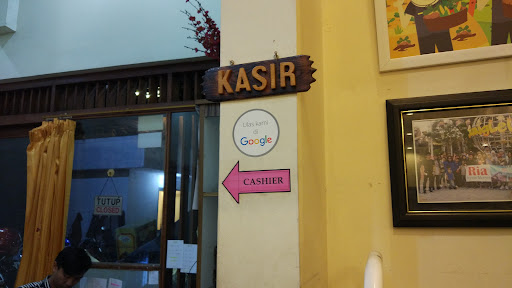 KASIR
Ulas kami
di
Google
CASHIER
TUTUP
CLOSED
Ria